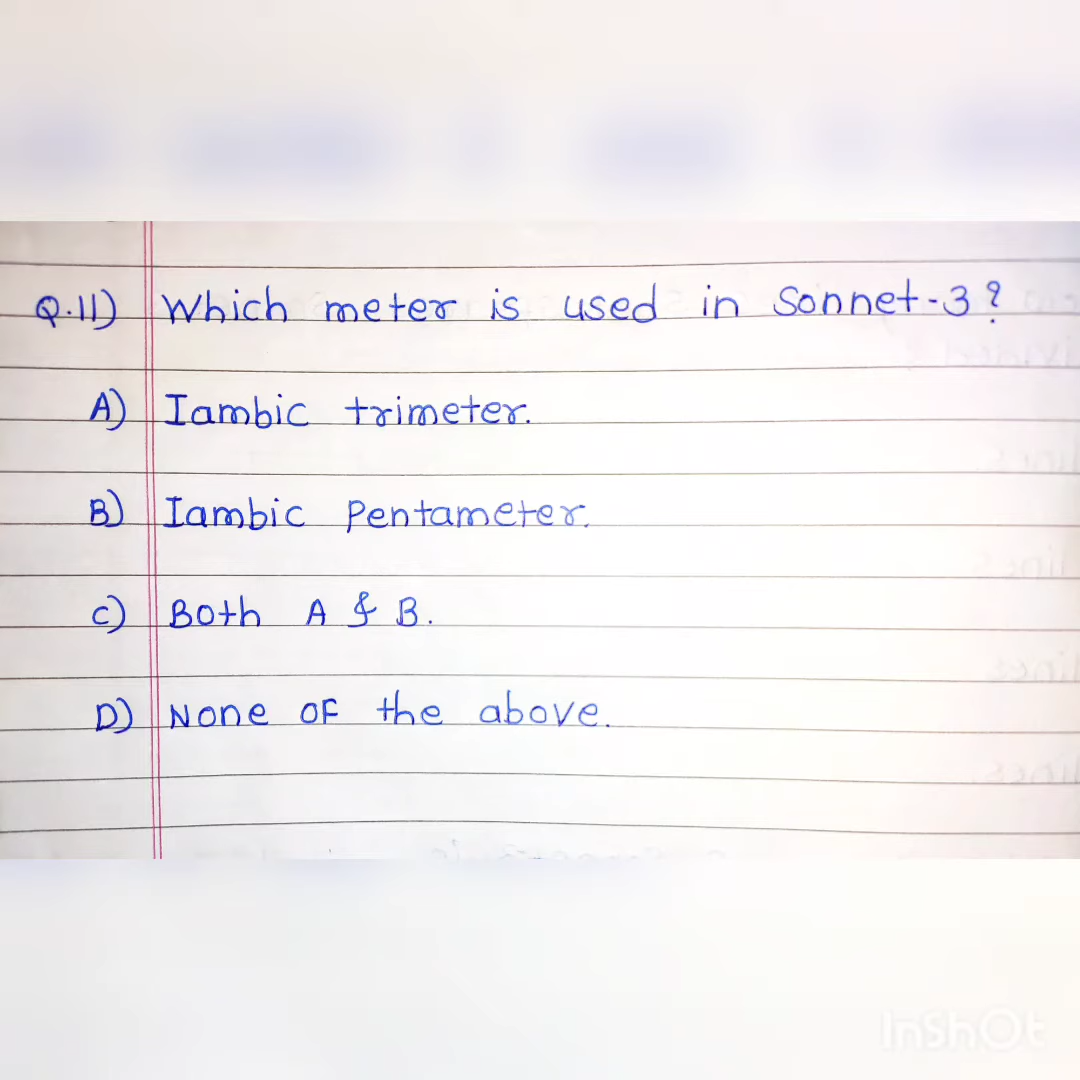 Q.11) Which meter is used in Sonnet-3?
A) Iambic trimeter.
B) Iambic Pentameter.
C) Both A & B.
D) None of the above.
InShOt